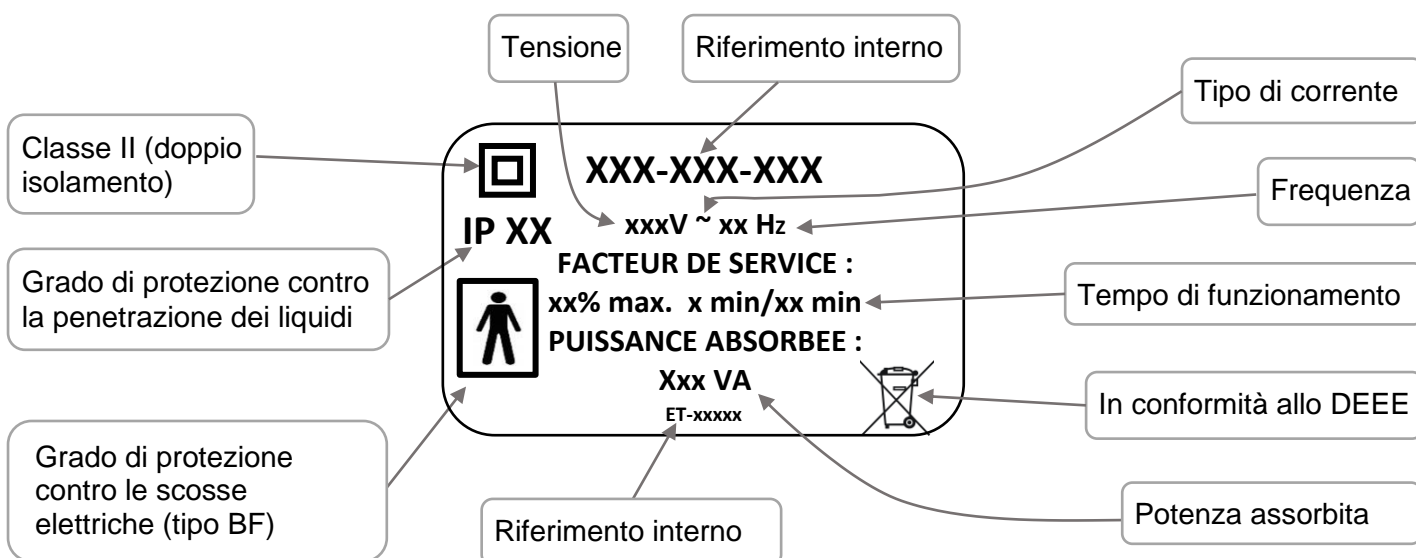 Tensione
Riferimento interno
Tipo di corrente
Classe II (doppio
isolamento)
XXX-XXX-XXX
Frequenza
IP XX
xxxV ~ xx Hz
Grado di protezione contro
la penetrazione dei liquidi
FACTEUR DE SERVICE :
xx% max. x min/xx min
Tempo di funzionamento
PUISSANCE ABSORBEE :
Xxx VA
ET-xxxxx
In conformità allo DEEE
Grado di protezione
contro le scosse
elettriche (tipo BF)
Riferimento interno
Potenza assorbita